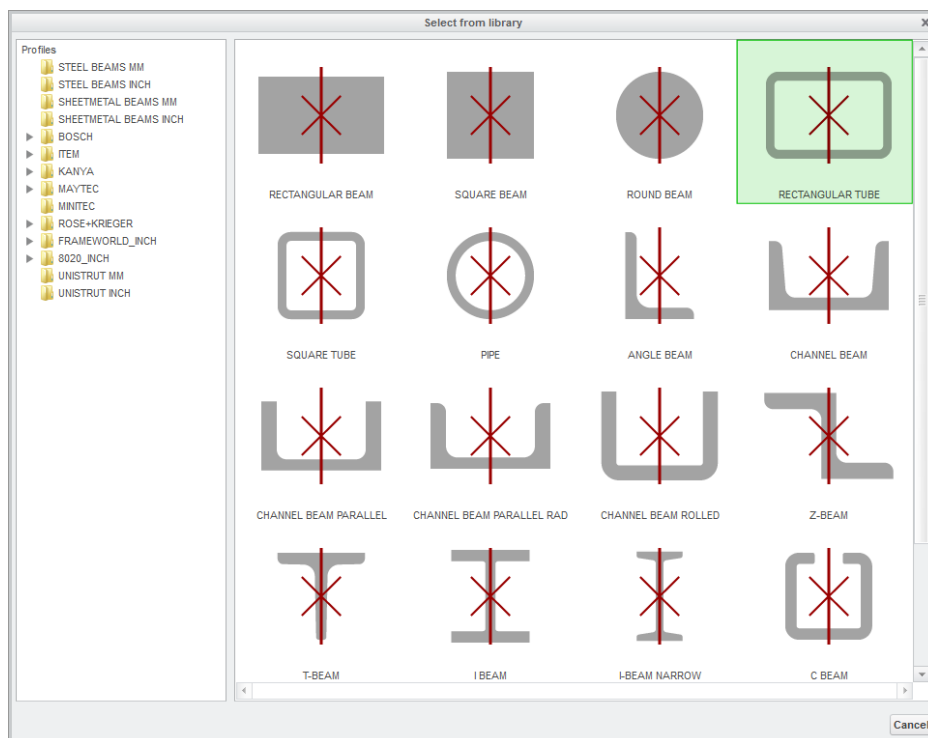 Select from library
Profiles
STEEL BEAMS MM
STEEL BEAMS INCH
SHEETMETAL BEAMS MM
SHEETMETAL BEAMS INCH
BOSCH
ITEM
KANYA
MAYTEC
MINITEC
ROSE+KRIEGER
FRAMEWORLD_INCH
8020_INCH
UNISTRUT MM
UNISTRUT INCH
RECTANGULAR BEAM SQUARE BEAM ROUND BEAM RECTANGULAR TUBE
SQUARE TUBE PIPE ANGLE BEAM CHANNEL BEAM
CHANNEL BEAM PARALLEL CHANNEL BEAM PARALLEL RAD CHANNEL BEAM ROLLED Z-BEAM
T-BEAM I BEAM I-BEAM NARROW C BEAM
Cancel